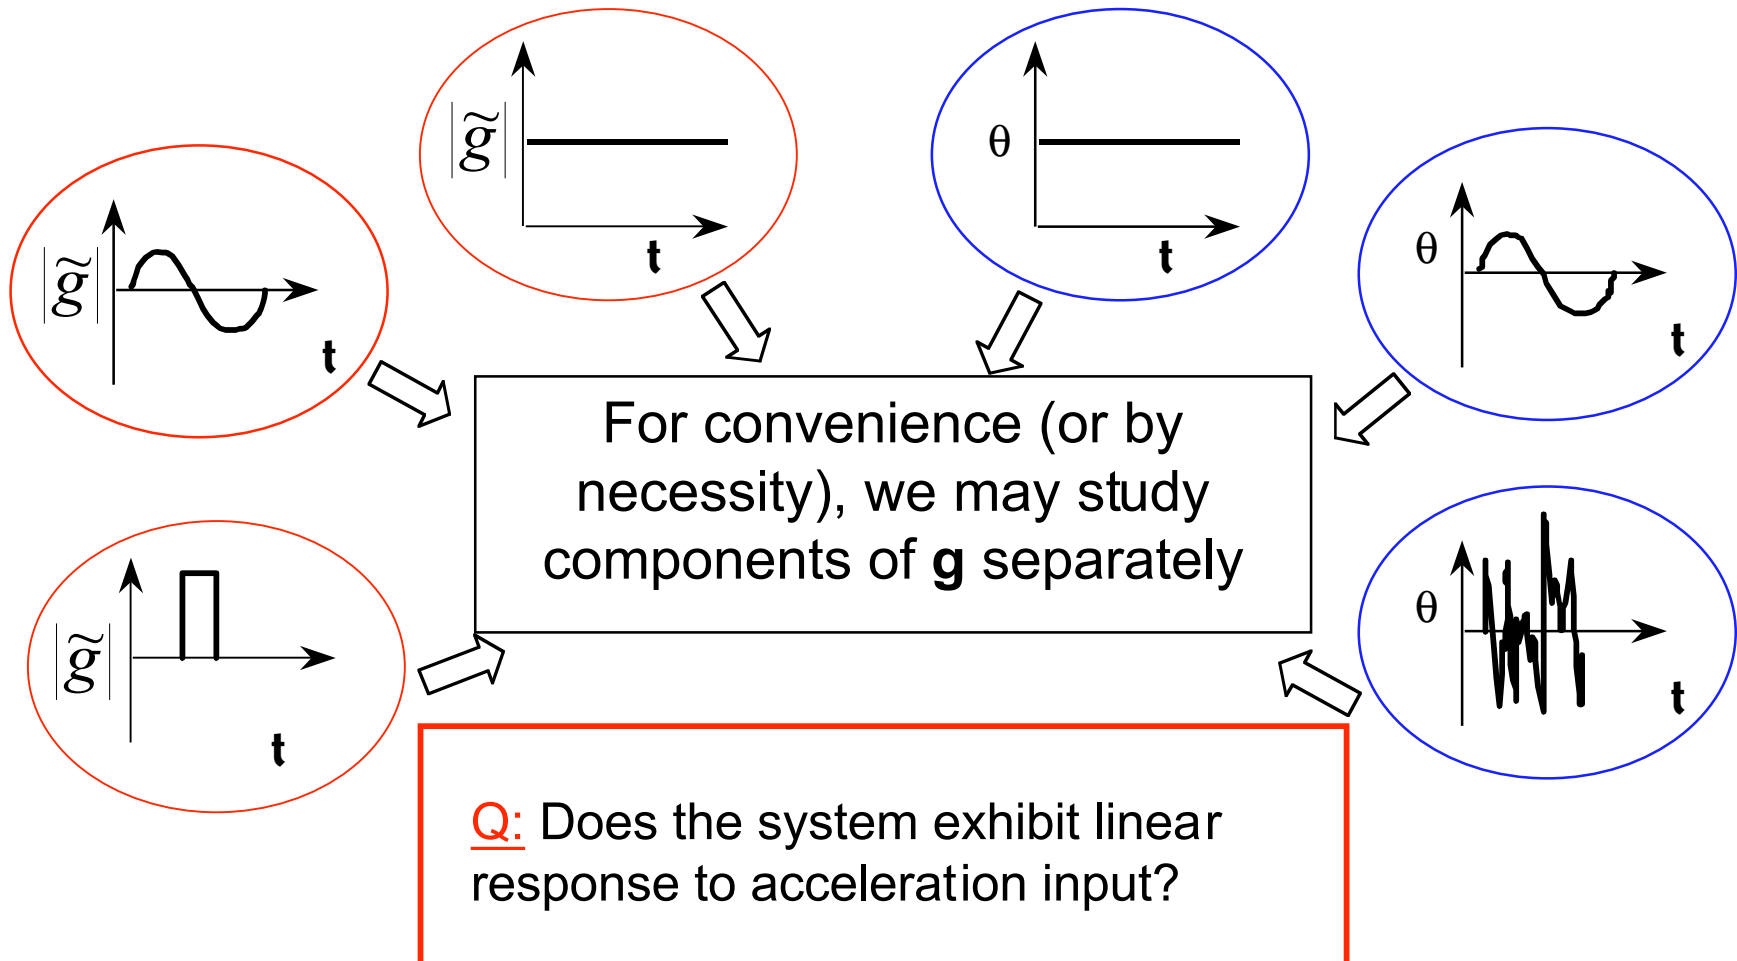 |g̃|
t
θ
t
|g̃|
t
θ
t
For convenience (or by
necessity), we may study
components of g separately
|g̃|
t
θ
t
Q: Does the system exhibit linear
response to acceleration input?